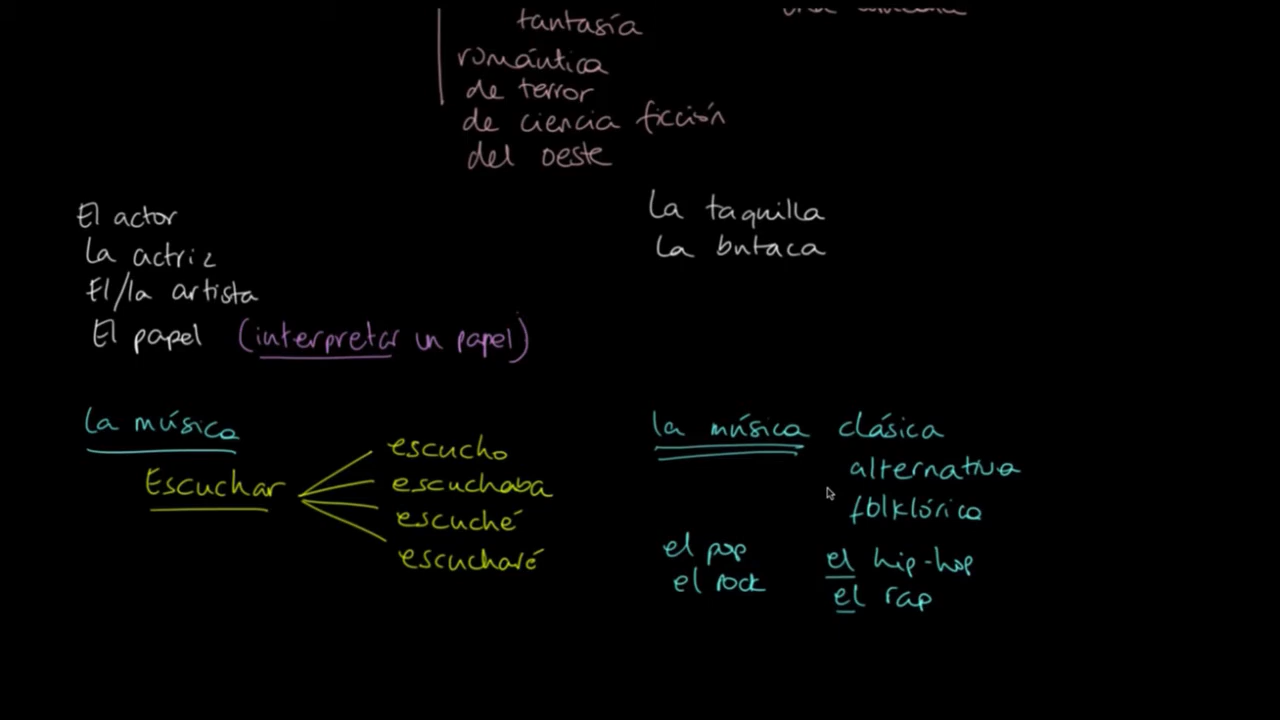 fantasía
romántica
de terror
de ciencia ficción
del oeste
El actor
La actriz
El/la artista
El papel (interpretar un papel)
La taquilla
La butaca
la música
Escuchar
escucho
escuchaba
escuché
escucharé
la música clásica
alternativa
folklórica
el pop
el rock
el hip-hop
el rap